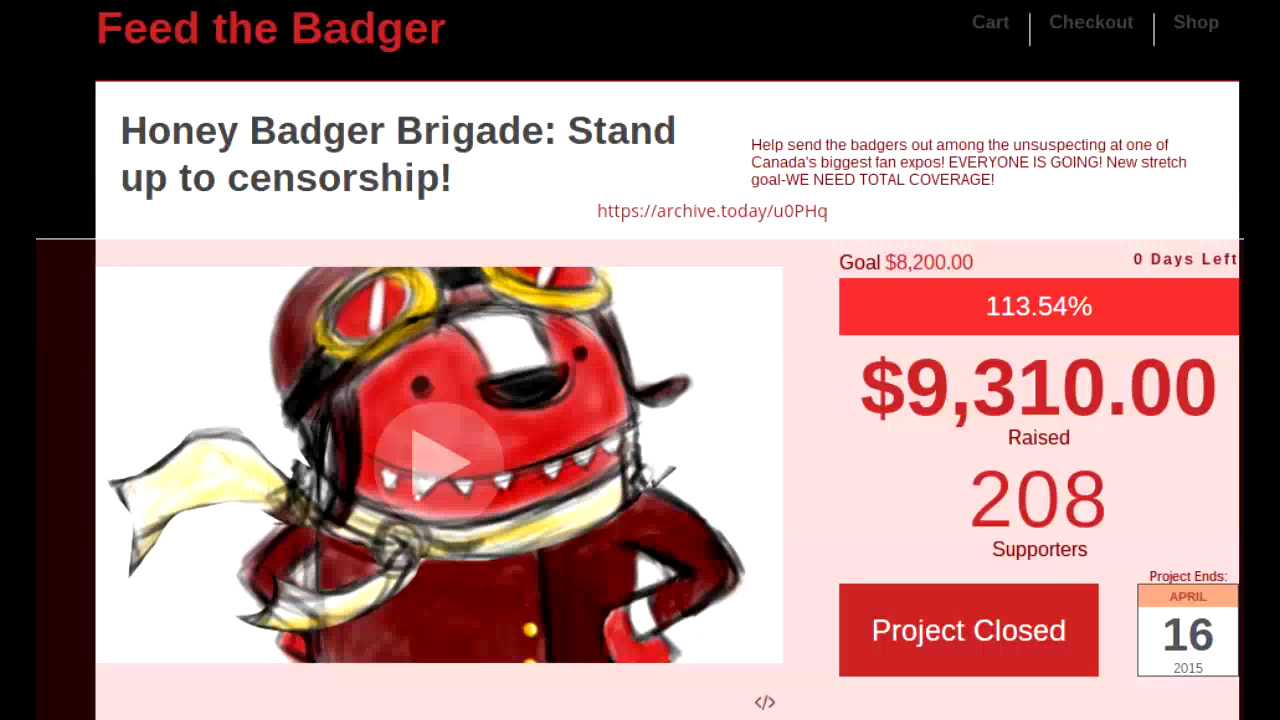 Feed the Badger
Cart
Checkout
Shop
Honey Badger Brigade: Stand
up to censorship!
Help send the badgers out among the unsuspecting at one of
Canada's biggest fan expos! EVERYONE IS GOING! New stretch
goal-WE NEED TOTAL COVERAGE!
https://archive.today/u0PHq
Goal $8,200.00
0 Days Left
113.54%
$9,310.00
Raised
208
Supporters
Project Closed
Project Ends:
APRIL
16
2015